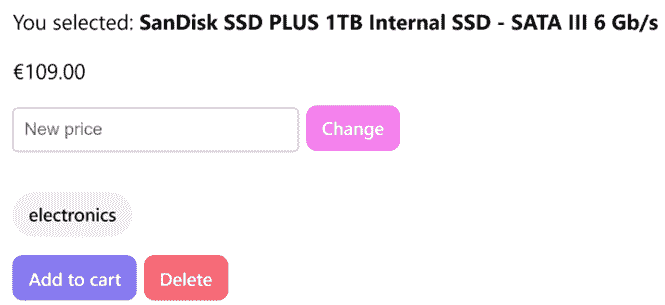 You selected: SanDisk SSD PLUS 1TB Internal SSD - SATA III 6 Gb/s
€109.00
New price Change
electronics
Add to cart Delete